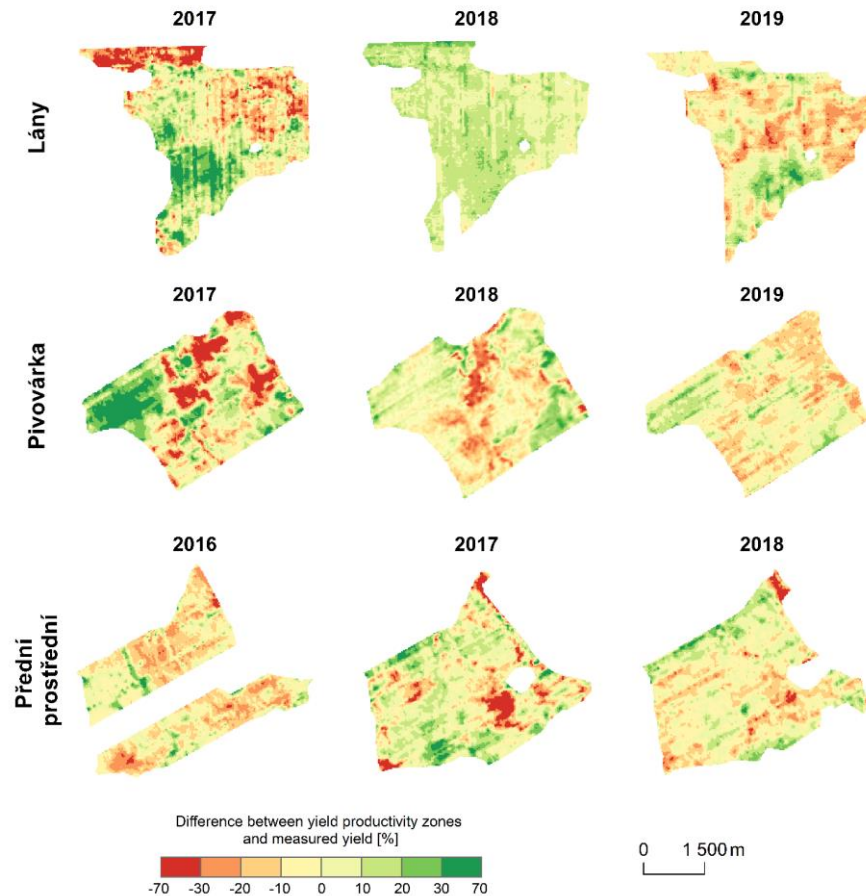 2017 2018 2019
Lány
2017 2018 2019
Pivovárka
2016 2017 2018
Přední
prostřední
Difference between yield productivity zones
and measured yield [%]
-70 -30 -20 -10 0 10 20 30 70
0 1 500 m